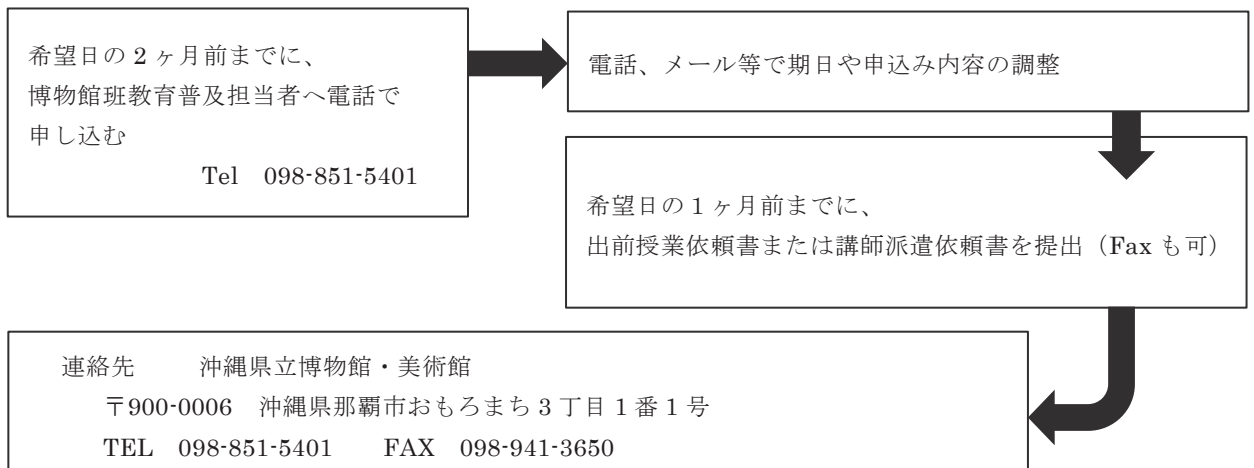 希望日の2ヶ月前までに、
博物館班教育普及担当者へ電話で
申し込む
Tel　098-851-5401
電話、メール等で期日や申込み内容の調整
希望日の1ヶ月前までに、
出前授業依頼書または講師派遣依頼書を提出（Fax も可）
連絡先　　沖縄県立博物館・美術館
〒900-0006　沖縄県那覇市おもろまち3丁目1番1号
TEL　098-851-5401　　FAX　098-941-3650